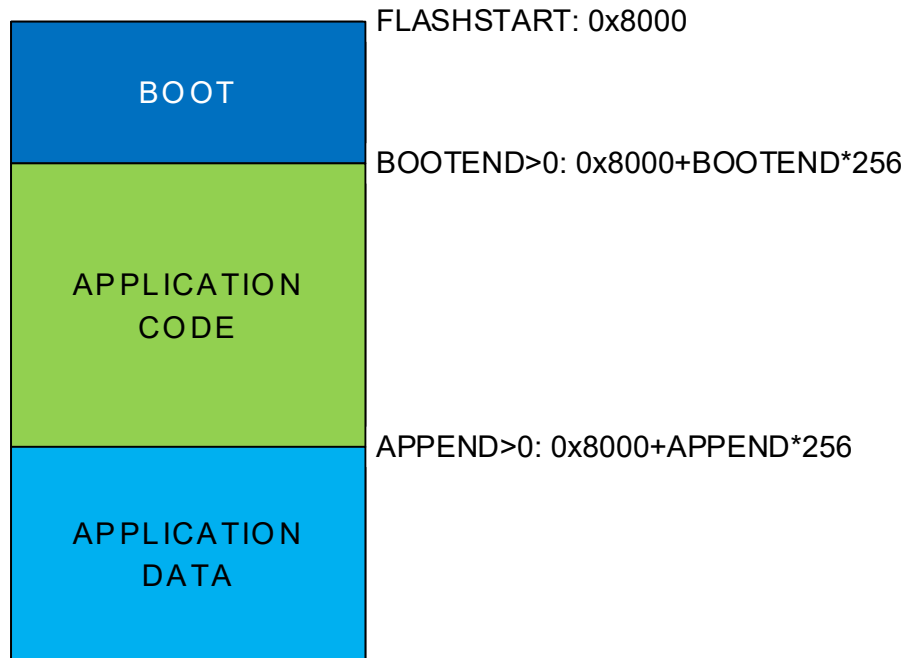 FLASHSTART: 0x8000
BOOT
BOOTEND>0: 0x8000+BOOTEND*256
APPLICATION
CODE
APPEND>0: 0x8000+APPEND*256
APPLICATION
DATA